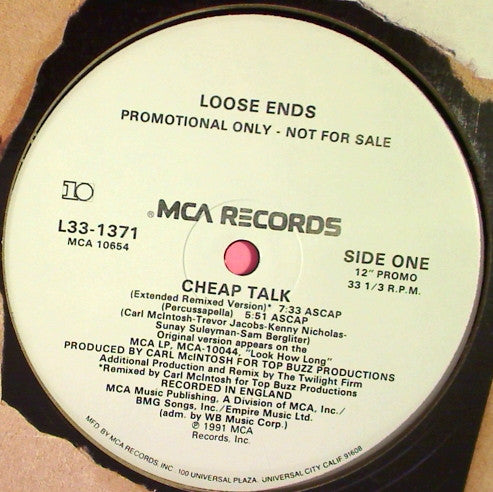 LOOSE ENDS
PROMOTIONAL ONLY - NOT FOR SALE
10
®MCA RECORDS
L33-1371
MCA 10654
SIDE ONE
12" PROMO
33 1/3 R.P.M.
CHEAP TALK
(Extended Remixed Version)* 7:33 ASCAP
(Percussapella) 5:51 ASCAP
(Carl McIntosh-Trevor Jacobs-Kenny Nicholas-
Sunay Suleyman-Sam Bergliter)
Original version appears on the
MCA LP, MCA-10044, "Look How Long"
PRODUCED BY CARL McINTOSH FOR TOP BUZZ PRODUCTIONS
Additional Production and Remix by The Twilight Firm
*Remixed by Carl McIntosh for Top Buzz Productions
RECORDED IN ENGLAND
MCA Music Publishing, A Division of MCA, Inc./
BMG Songs, Inc./Empire Music Ltd.
(adm. by WB Music Corp.)
℗ 1991 MCA
Records, Inc.
MFD. BY MCA RECORDS, INC. 100 UNIVERSAL PLAZA, UNIVERSAL CITY, CALIF. 91608